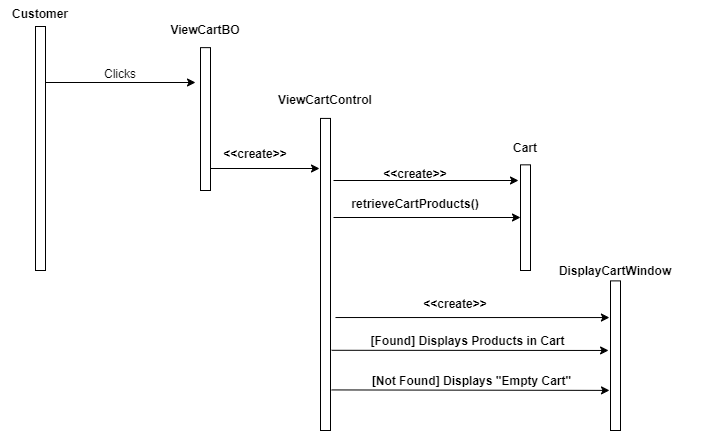 Customer
ViewCartBO
Clicks
ViewCartControl
<<create>>
Cart
<<create>>
retrieveCartProducts()
DisplayCartWindow
<<create>>
[Found] Displays Products in Cart
[Not Found] Displays "Empty Cart"